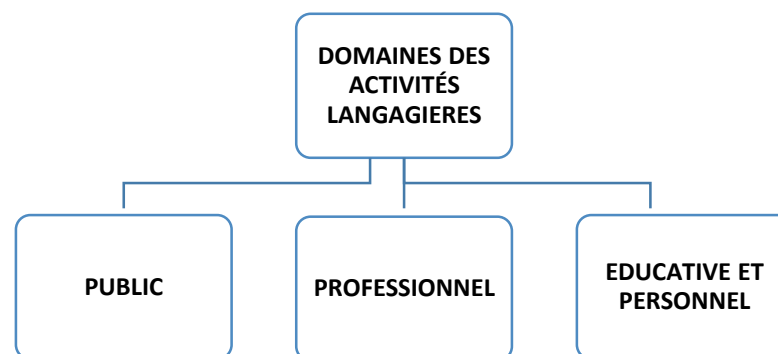 DOMAINES DES
ACTIVITÉS
LANGAGIERES
PUBLIC
PROFESSIONNEL
EDUCATIVE ET
PERSONNEL